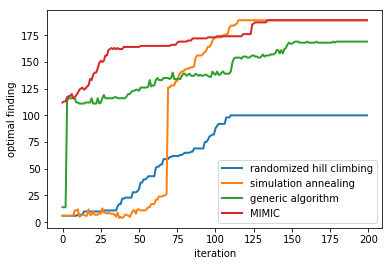 optimal finding
175
150
125
100
75
50
25
0
0
25
50
75
100
125
150
175
200
iteration
randomized hill climbing
simulation annealing
generic algorithm
MIMIC